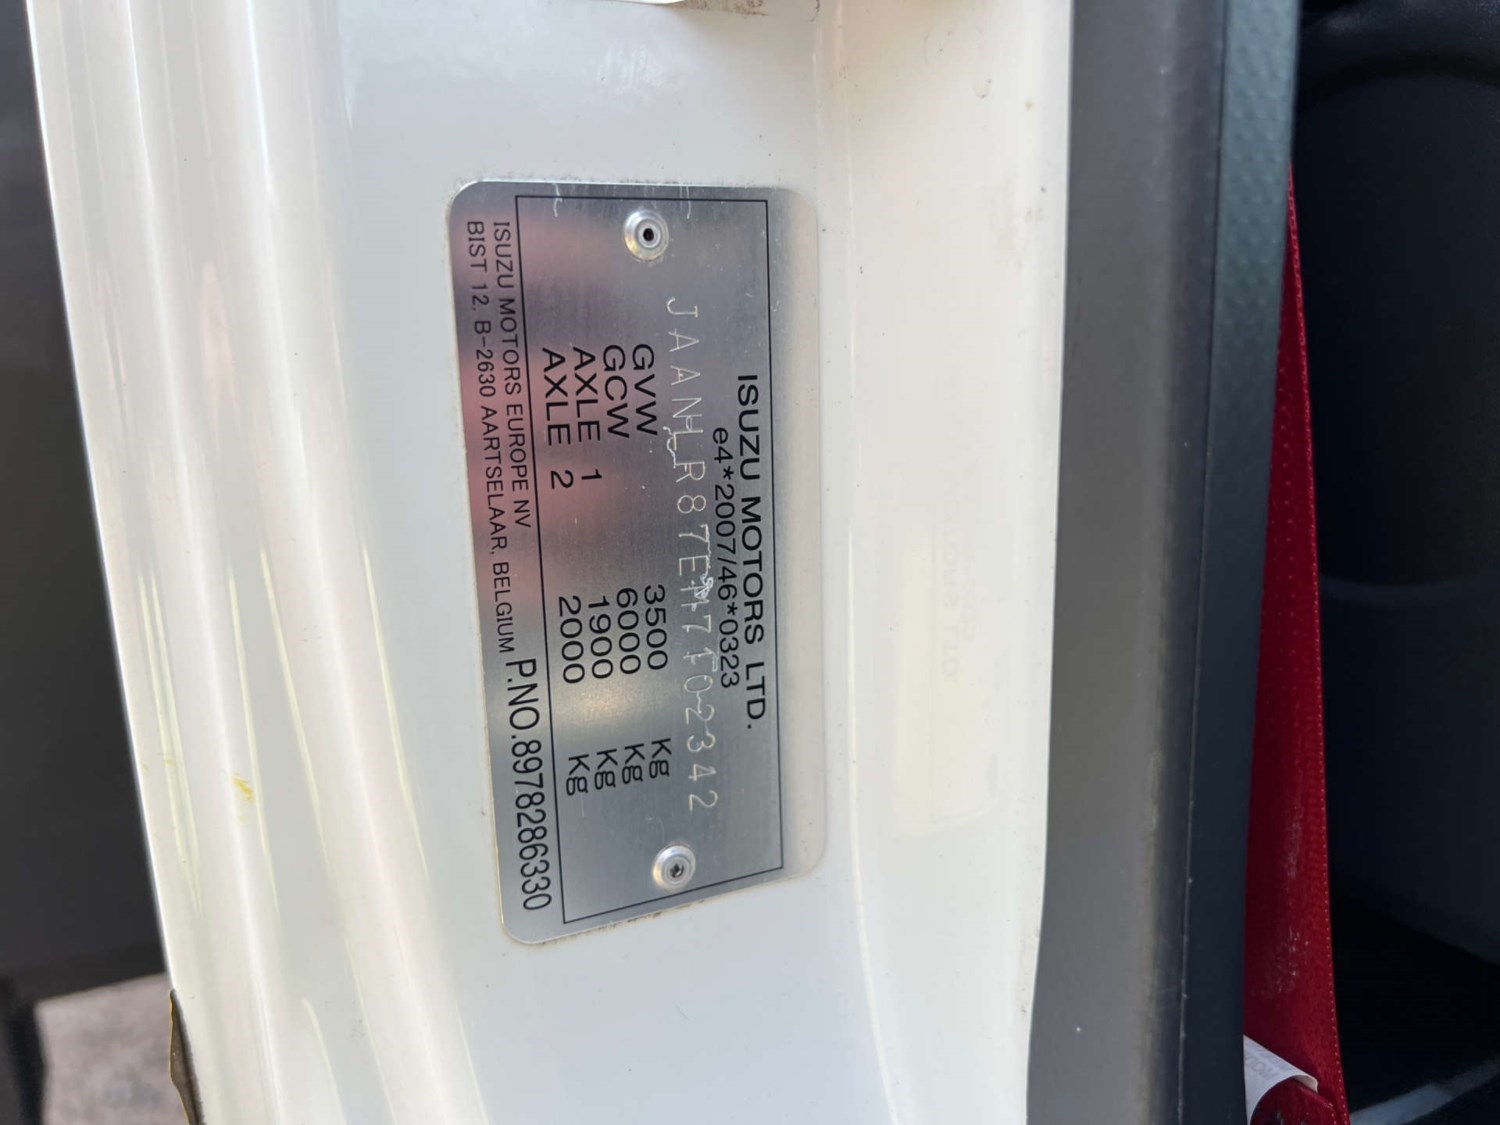 ISUZU MOTORS LTD.
e4*2007/46*0323
JAANLR87EH7102342
GVW 3500 Kg
GCW 6000 Kg
AXLE 1 1900 Kg
AXLE 2 2000 Kg
ISUZU MOTORS EUROPE NV
BIST 12, B-2630 AARTSELAAR, BELGIUM P.NO.8978286330